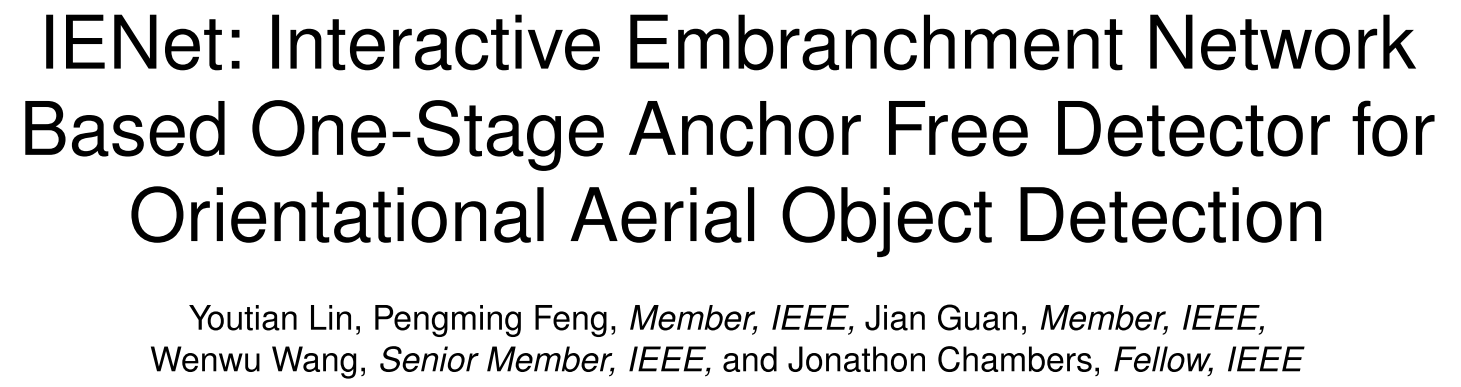 IENet: Interactive Embranchment Network
Based One-Stage Anchor Free Detector for
Orientational Aerial Object Detection
Youtian Lin, Pengming Feng, Member, IEEE, Jian Guan, Member, IEEE,
Wenwu Wang, Senior Member, IEEE, and Jonathon Chambers, Fellow, IEEE